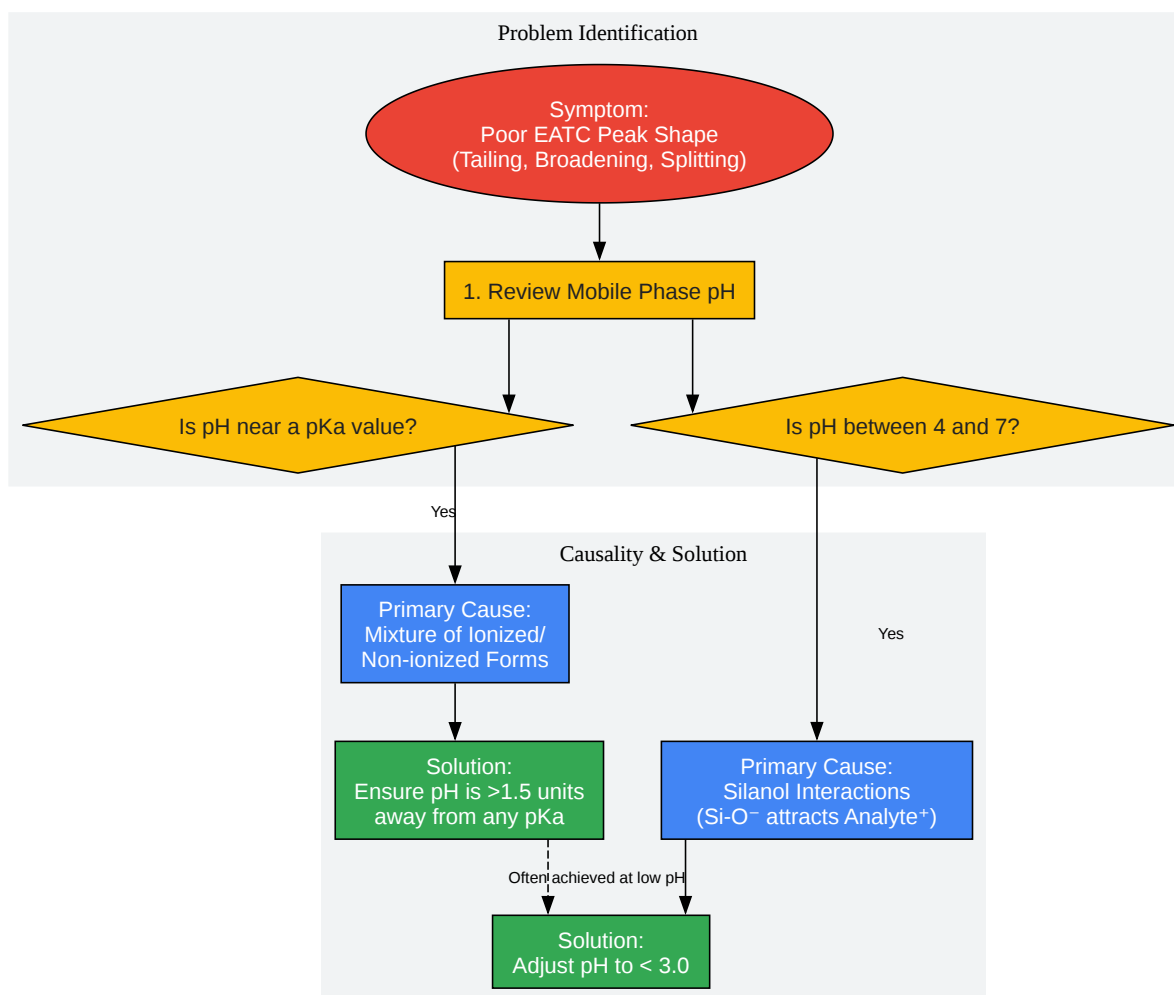 Problem Identification
Symptom:
Poor EATC Peak Shape
(Tailing, Broadening, Splitting)
1. Review Mobile Phase pH
Is pH near a pKa value?
Is pH between 4 and 7?
Yes
Causality & Solution
Primary Cause:
Mixture of Ionized/
Non-ionized Forms
Yes
Solution:
Ensure pH is >1.5 units
away from any pKa
Primary Cause:
Silanol Interactions
(Si-O⁻ attracts Analyte⁺)
Often achieved at low pH
Solution:
Adjust pH to < 3.0